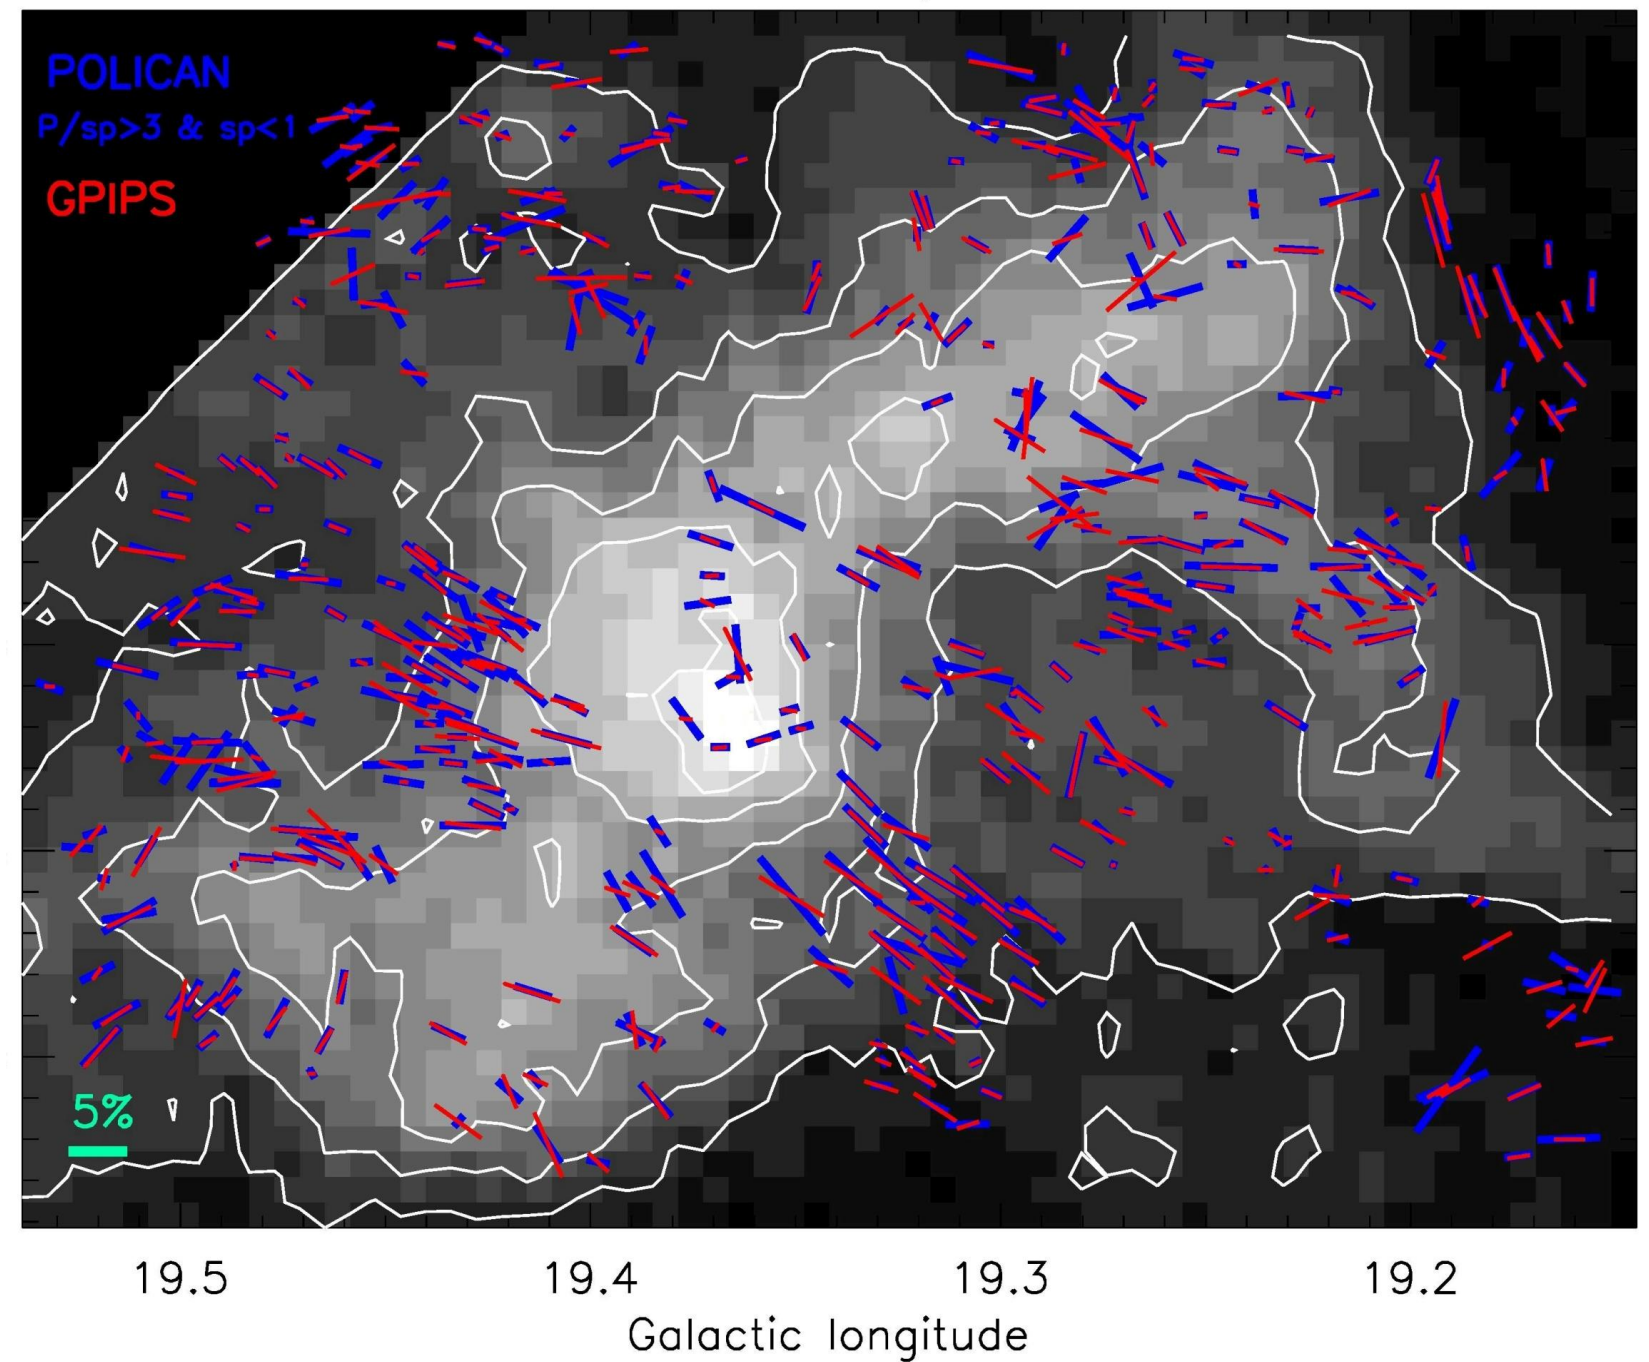 POLICAN
P/sp>3 & sp<1
GPIPS
5%
19.5 19.4 19.3 19.2
Galactic longitude